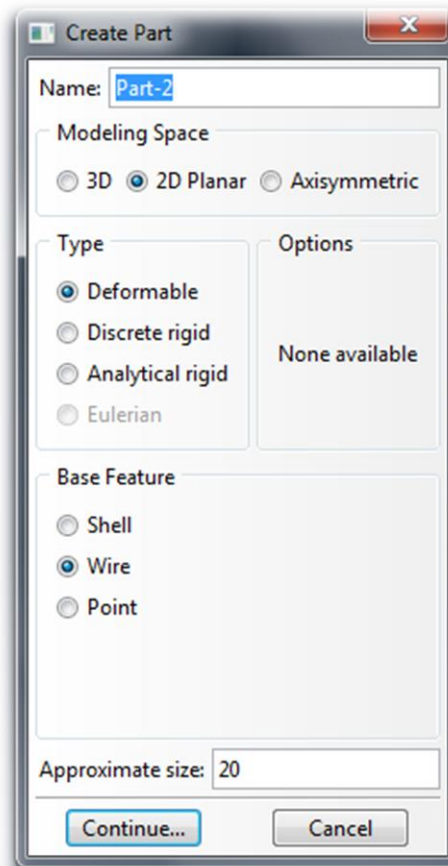 Create Part
Name: Part-2
Modeling Space
3D 2D Planar Axisymmetric
Type
Deformable
Discrete rigid
Analytical rigid
Eulerian
Options
None available
Base Feature
Shell
Wire
Point
Approximate size: 20
Continue... Cancel